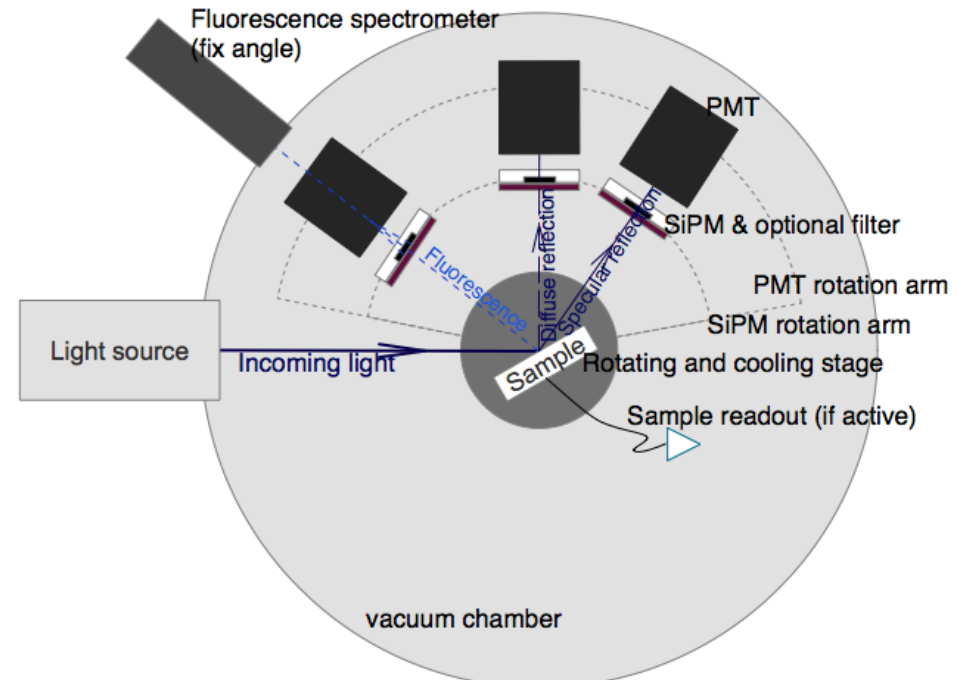 Fluorescence spectrometer
(fix angle)
PMT
SiPM & optional filter
Diffuse reflection
Specular reflection
Fluorescence
PMT rotation arm
SiPM rotation arm
Light source
Incoming light
Sample
Rotating and cooling stage
Sample readout (if active)
vacuum chamber